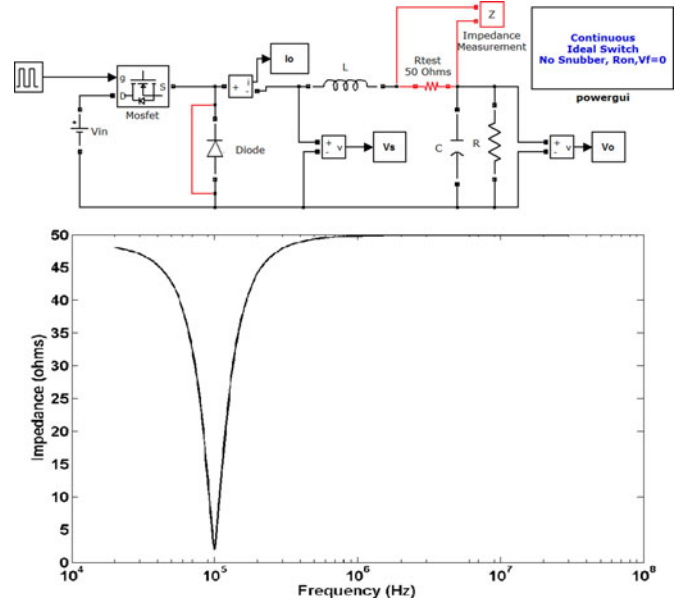 Z
Impedance
Measurement
Rtest
50 Ohms
Continuous
Ideal Switch
No Snubber, Ron,Vf=0
powergui
Io
L
g
D
S
Mosfet
+
-
i
Vin
+
Diode
+
-
v
Vs
C
R
+
-
v
Vo
Impedance (ohms)
50
45
40
35
30
25
20
15
10
5
0
10^4
10^5
10^6
10^7
10^8
Frequency (Hz)